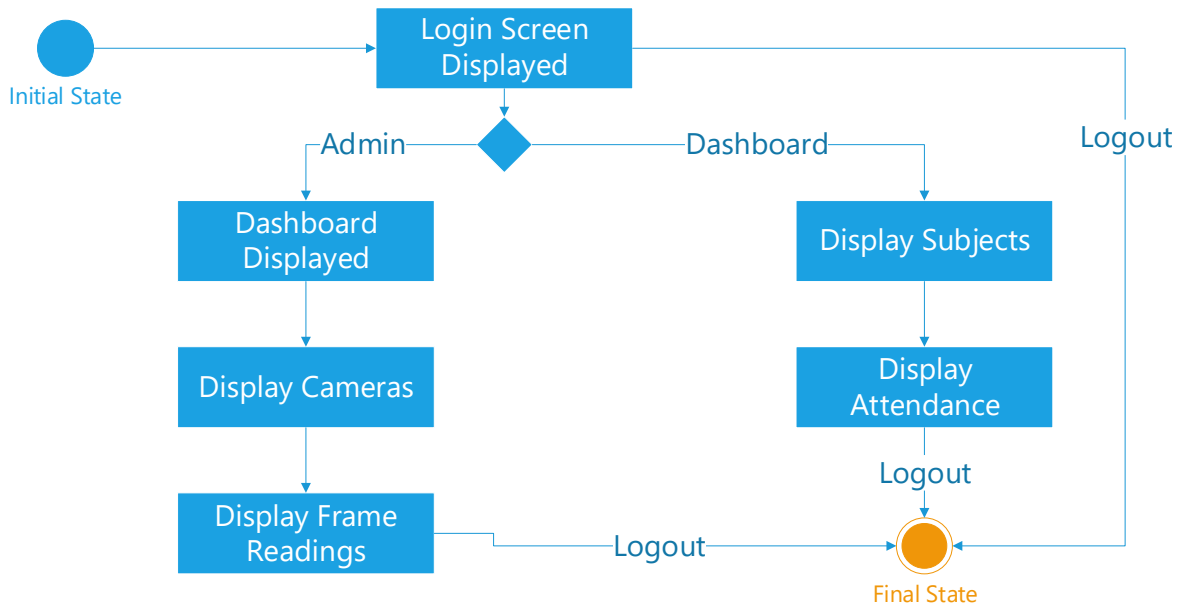 Login Screen
Displayed
Initial State
Admin
Dashboard
Logout
Dashboard
Displayed
Display Subjects
Display Cameras
Display
Attendance
Logout
Display Frame
Readings
Logout
Final State